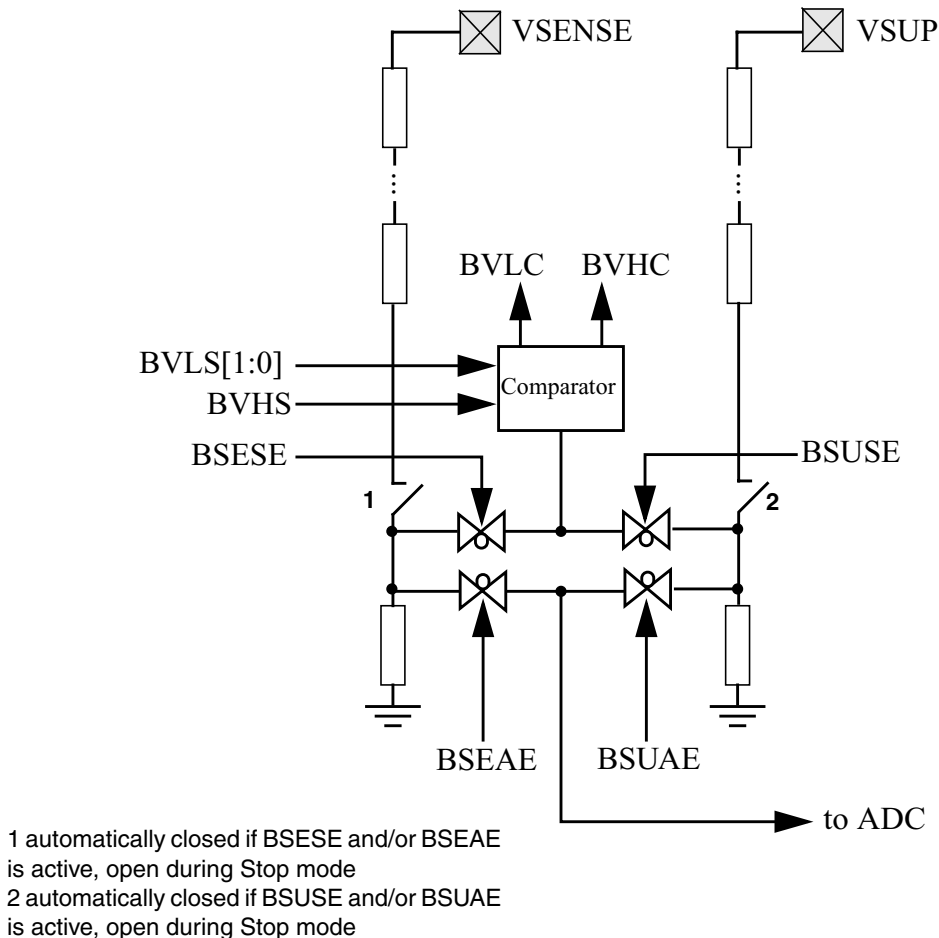 VSENSE
VSUP
BVLC
BVHC
BVLS[1:0]
Comparator
BVHS
BSESE
BSUSE
1
2
BSEAE
BSUAE
to ADC
1 automatically closed if BSESE and/or BSEAE
is active, open during Stop mode
2 automatically closed if BSUSE and/or BSUAE
is active, open during Stop mode